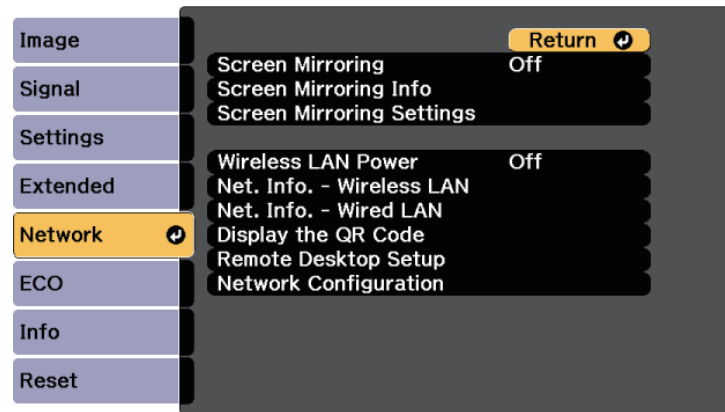 Image
Signal
Settings
Extended
Network
ECO
Info
Reset
Return
Screen Mirroring Off
Screen Mirroring Info
Screen Mirroring Settings
Wireless LAN Power Off
Net. Info. - Wireless LAN
Net. Info. - Wired LAN
Display the QR Code
Remote Desktop Setup
Network Configuration